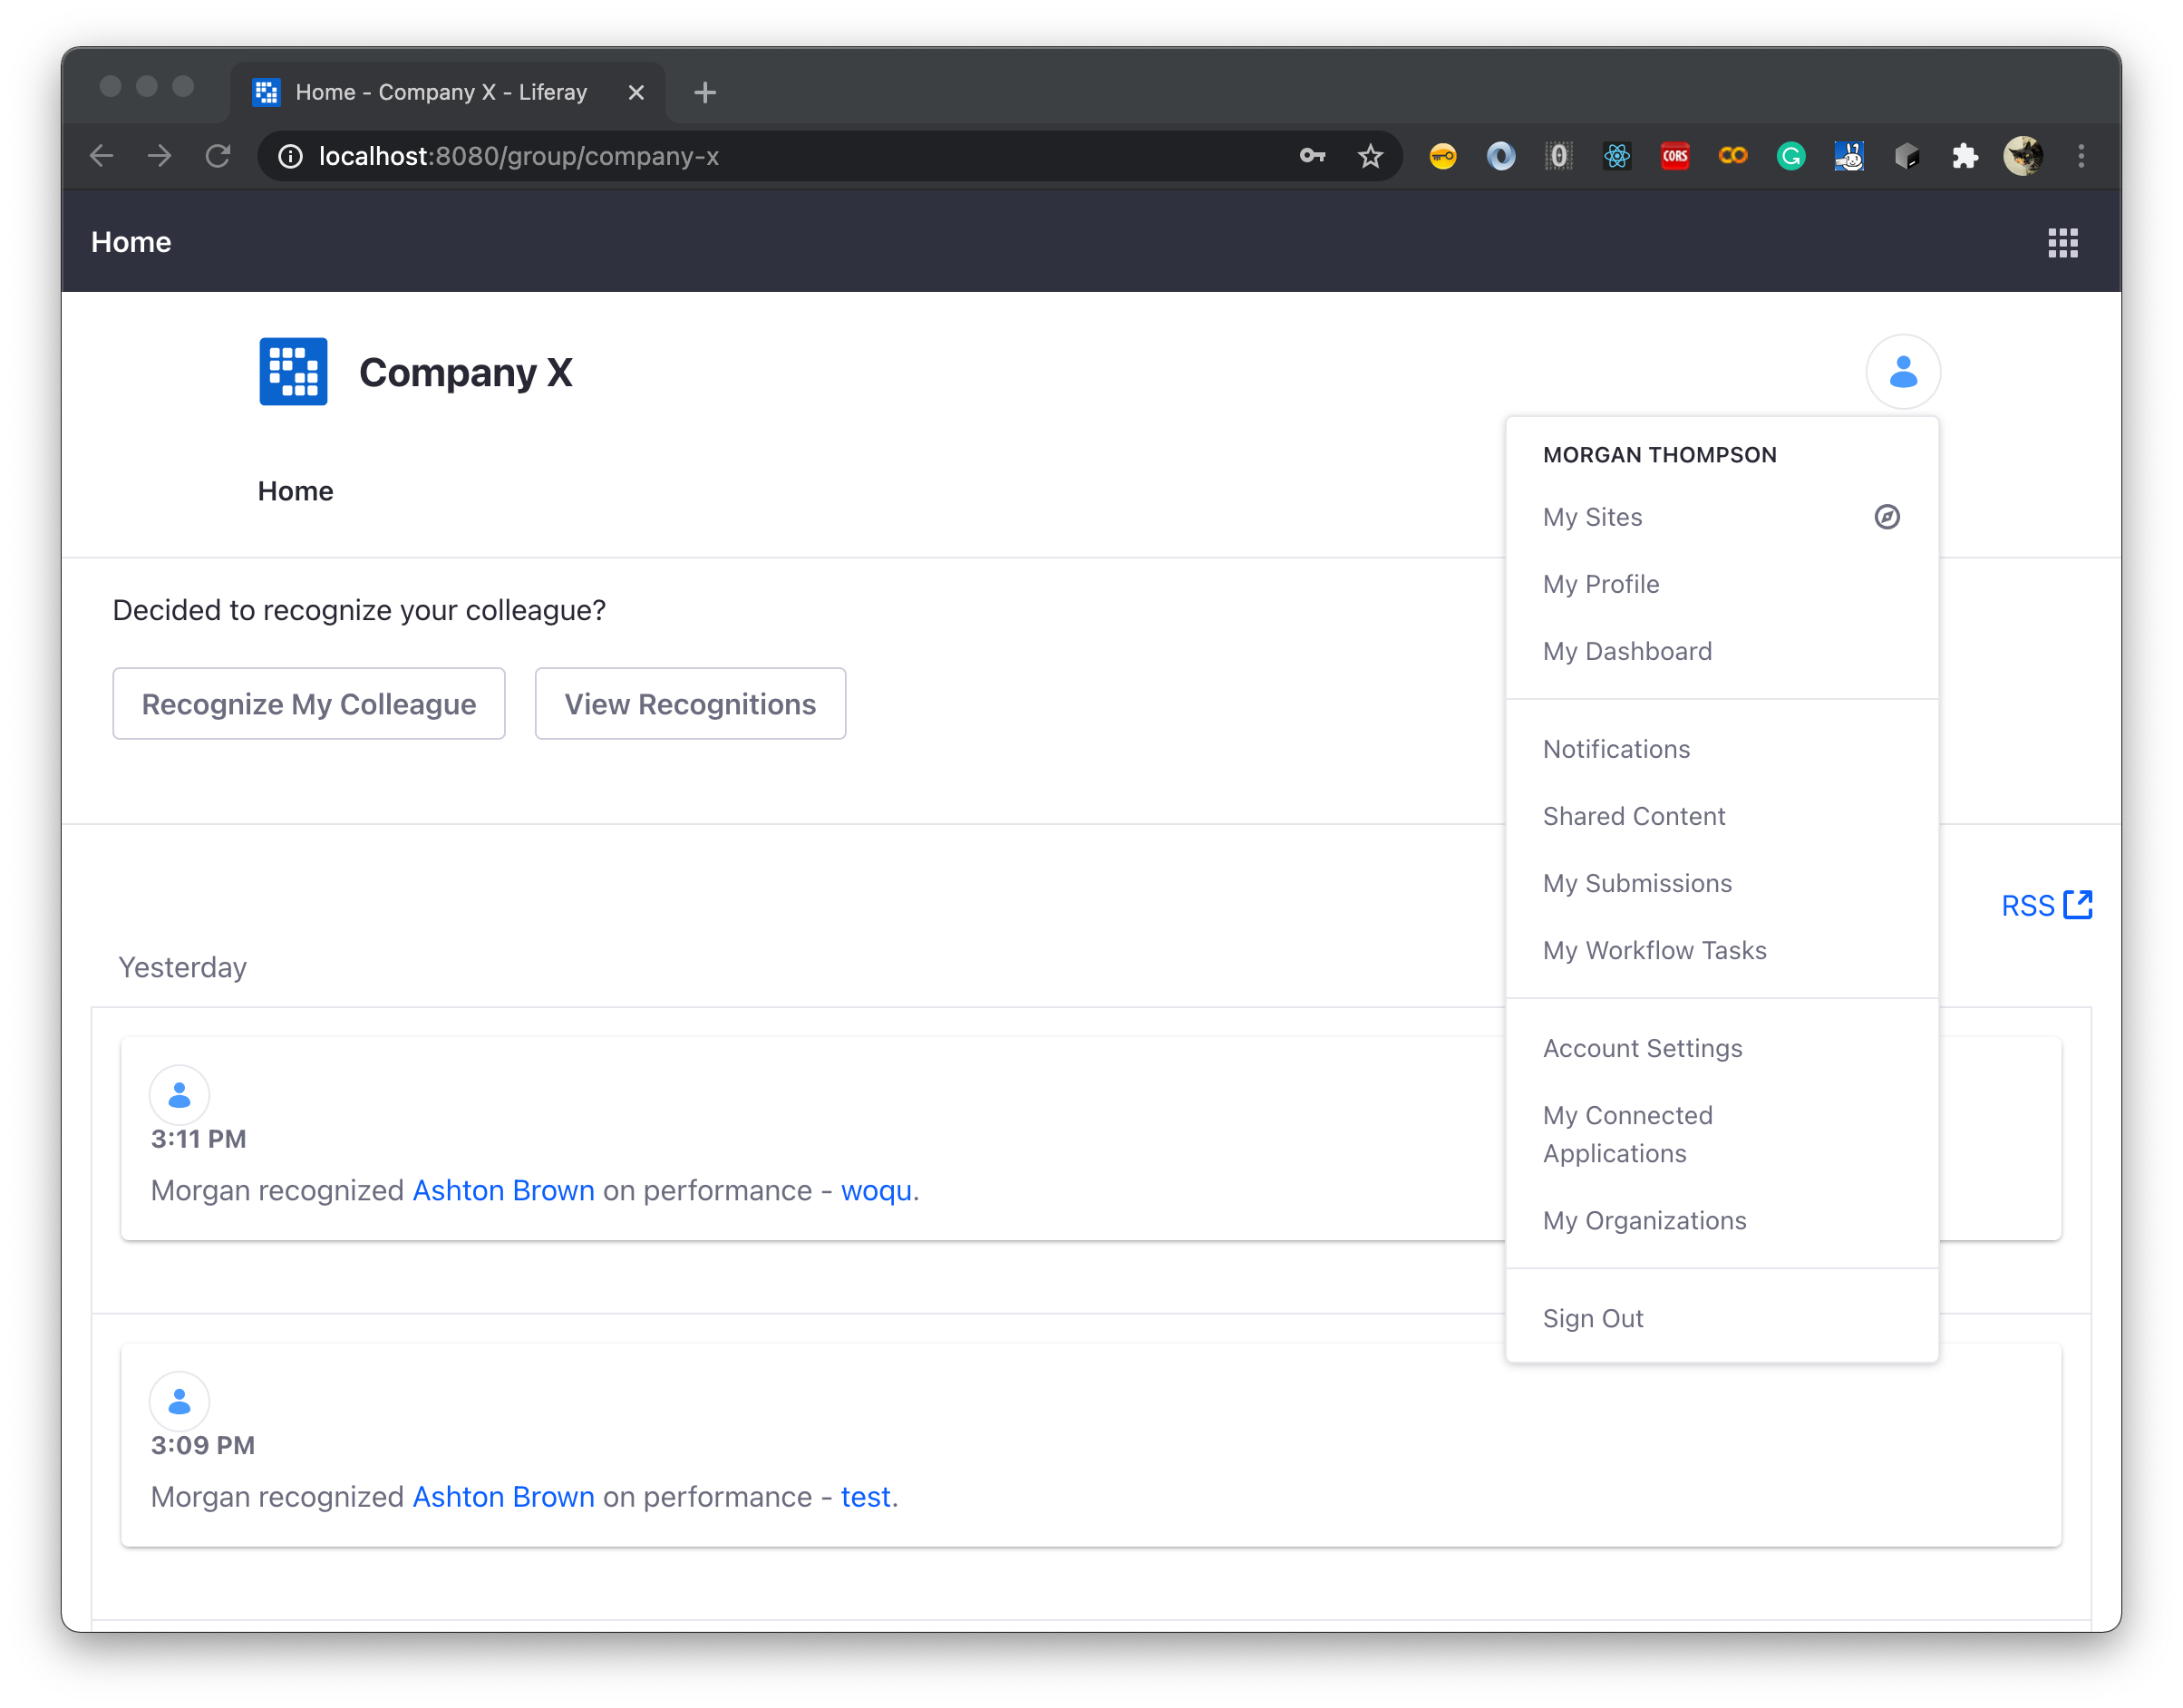 Home - Company X - Liferay
localhost:8080/group/company-x
0
CORS
CO
G
Home
Company X
MORGAN THOMPSON
Home
My Sites
My Profile
My Dashboard
Decided to recognize your colleague?
Recognize My Colleague
View Recognitions
Notifications
Shared Content
My Submissions
My Workflow Tasks
RSS
Yesterday
Account Settings
My Connected
Applications
My Organizations
Sign Out
3:11 PM
Morgan recognized Ashton Brown on performance - woqu.
3:09 PM
Morgan recognized Ashton Brown on performance - test.